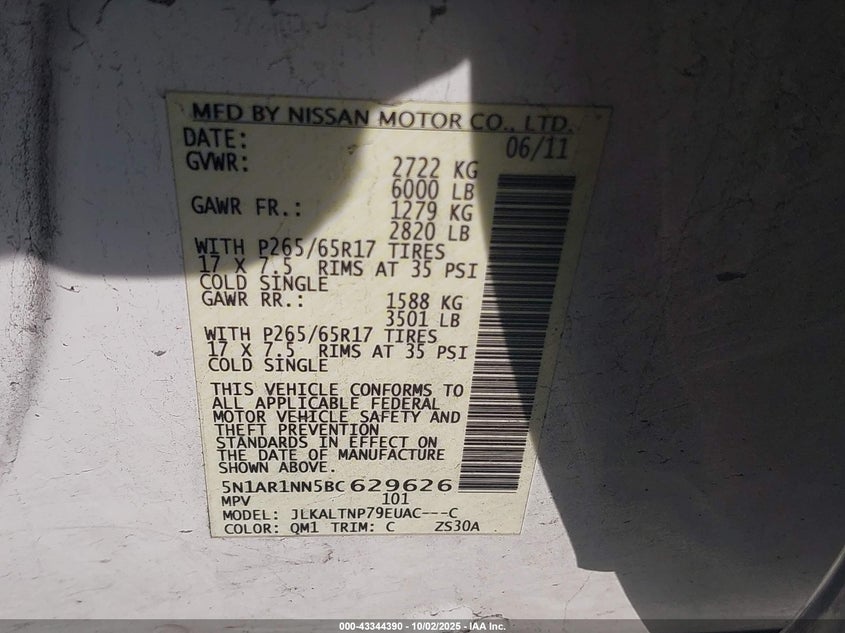 MFD BY NISSAN MOTOR CO., LTD.
DATE: 06/11
GVWR: 2722 KG
6000 LB
GAWR FR.: 1279 KG
2820 LB
WITH P265/65R17 TIRES
17 X 7.5 RIMS AT 35 PSI
COLD SINGLE
GAWR RR.: 1588 KG
3501 LB
WITH P265/65R17 TIRES
17 X 7.5 RIMS AT 35 PSI
COLD SINGLE
THIS VEHICLE CONFORMS TO
ALL APPLICABLE FEDERAL
MOTOR VEHICLE SAFETY AND
THEFT PREVENTION
STANDARDS IN EFFECT ON
THE DATE OF MANUFACTURE
SHOWN ABOVE.
5N1AR1NN5BC629626
MPV 101
MODEL: JLKALTNP79EUAC---C
COLOR: QM1 TRIM: C ZS30A
000-43344390 - 10/02/2025 - IAA Inc.